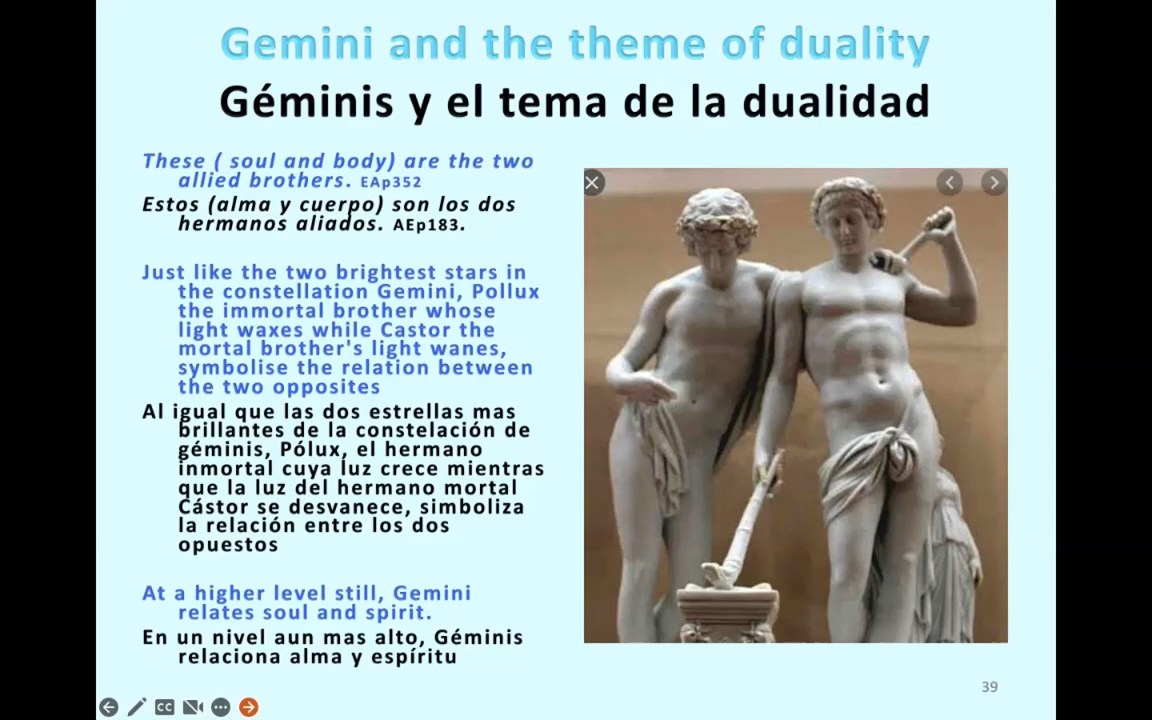 Gemini and the theme of duality
Géminis y el tema de la dualidad
These ( soul and body) are the two
allied brothers. EAp352
Estos (alma y cuerpo) son los dos
hermanos aliados. AEp183.
Just like the two brightest stars in
the constellation Gemini, Pollux
the immortal brother whose
light waxes while Castor the
mortal brother's light wanes,
symbolise the relation between
the two opposites
Al igual que las dos estrellas mas
brillantes de la constelación de
géminis, Pólux, el hermano
inmortal cuya luz crece mientras
que la luz del hermano mortal
Cástor se desvanece, simboliza
la relación entre los dos
opuestos
At a higher level still, Gemini
relates soul and spirit.
En un nivel aun mas alto, Géminis
relaciona alma y espíritu
39
CC